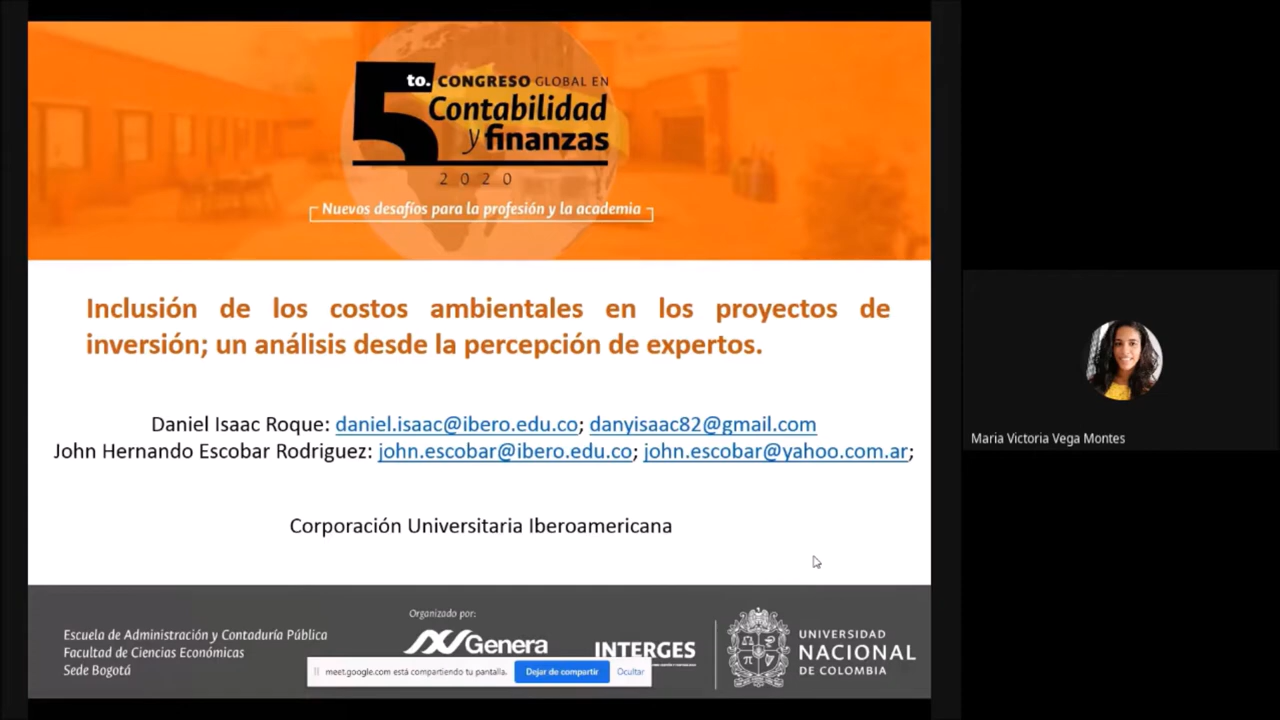 5to. CONGRESO GLOBAL EN
Contabilidad
y finanzas
2020
Nuevos desafíos para la profesión y la academia
Inclusión de los costos ambientales en los proyectos de
inversión; un análisis desde la percepción de expertos.
Daniel Isaac Roque: daniel.isaac@ibero.edu.co; danyisaac82@gmail.com
John Hernando Escobar Rodriguez: john.escobar@ibero.edu.co; john.escobar@yahoo.com.ar;
Corporación Universitaria Iberoamericana
Maria Victoria Vega Montes
Escuela de Administración y Contaduría Pública
Facultad de Ciencias Económicas
Sede Bogotá
Organizado por:
Genera
INTERGES
UNIVERSIDAD
NACIONAL
DE COLOMBIA
meet.google.com está compartiendo tu pantalla.
Dejar de compartir
Ocultar